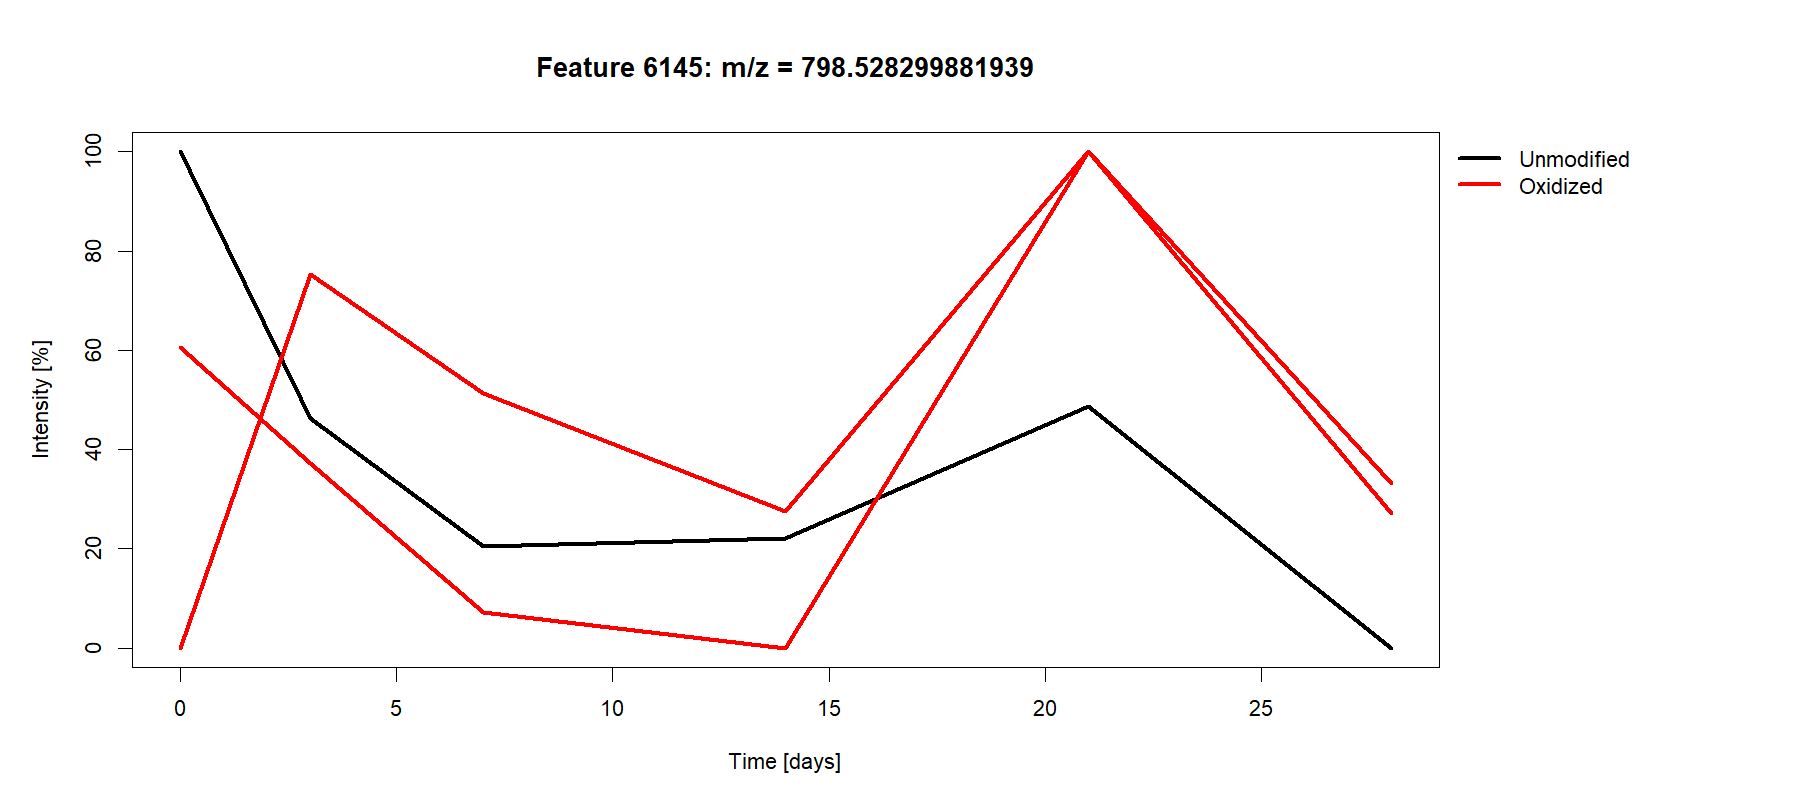 Feature 6145: m/z = 798.528299881939
Unmodified
Oxidized
100
80
60
40
20
0
Intensity [%]
0 5 10 15 20 25
Time [days]